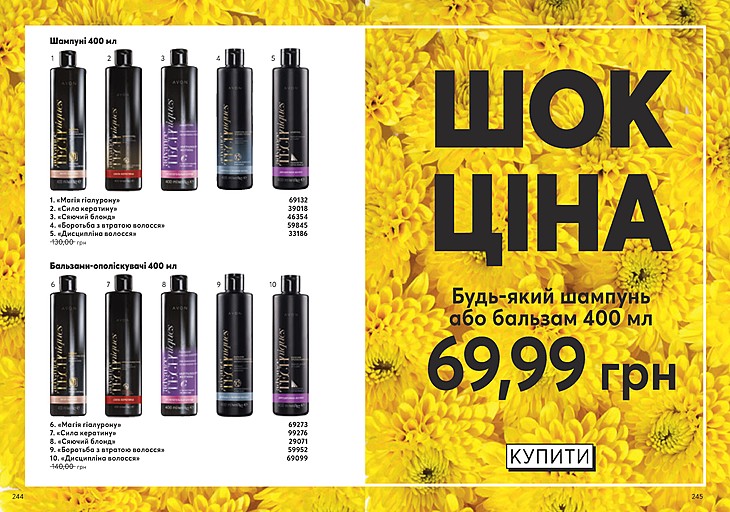 Шампуні 400 мл
1 2 3 4 5
AVON
TECHniques
1. «Магія гіалурону» 69132
2. «Сила кератину» 39018
3. «Сяючий блонд» 46354
4. «Боротьба з втратою волосся» 59845
5. «Дисципліна волосся» 33186
130,00 грн
Бальзами-ополіскувачі 400 мл
6 7 8 9 10
AVON
TECHniques
6. «Магія гіалурону» 69273
7. «Сила кератину» 99276
8. «Сяючий блонд» 29071
9. «Боротьба з втратою волосся» 59952
10. «Дисципліна волосся» 69099
140,00 грн
244
ШОК
ЦІНА
Будь-який шампунь
або бальзам 400 мл
69,99 грн
КУПИТИ
245